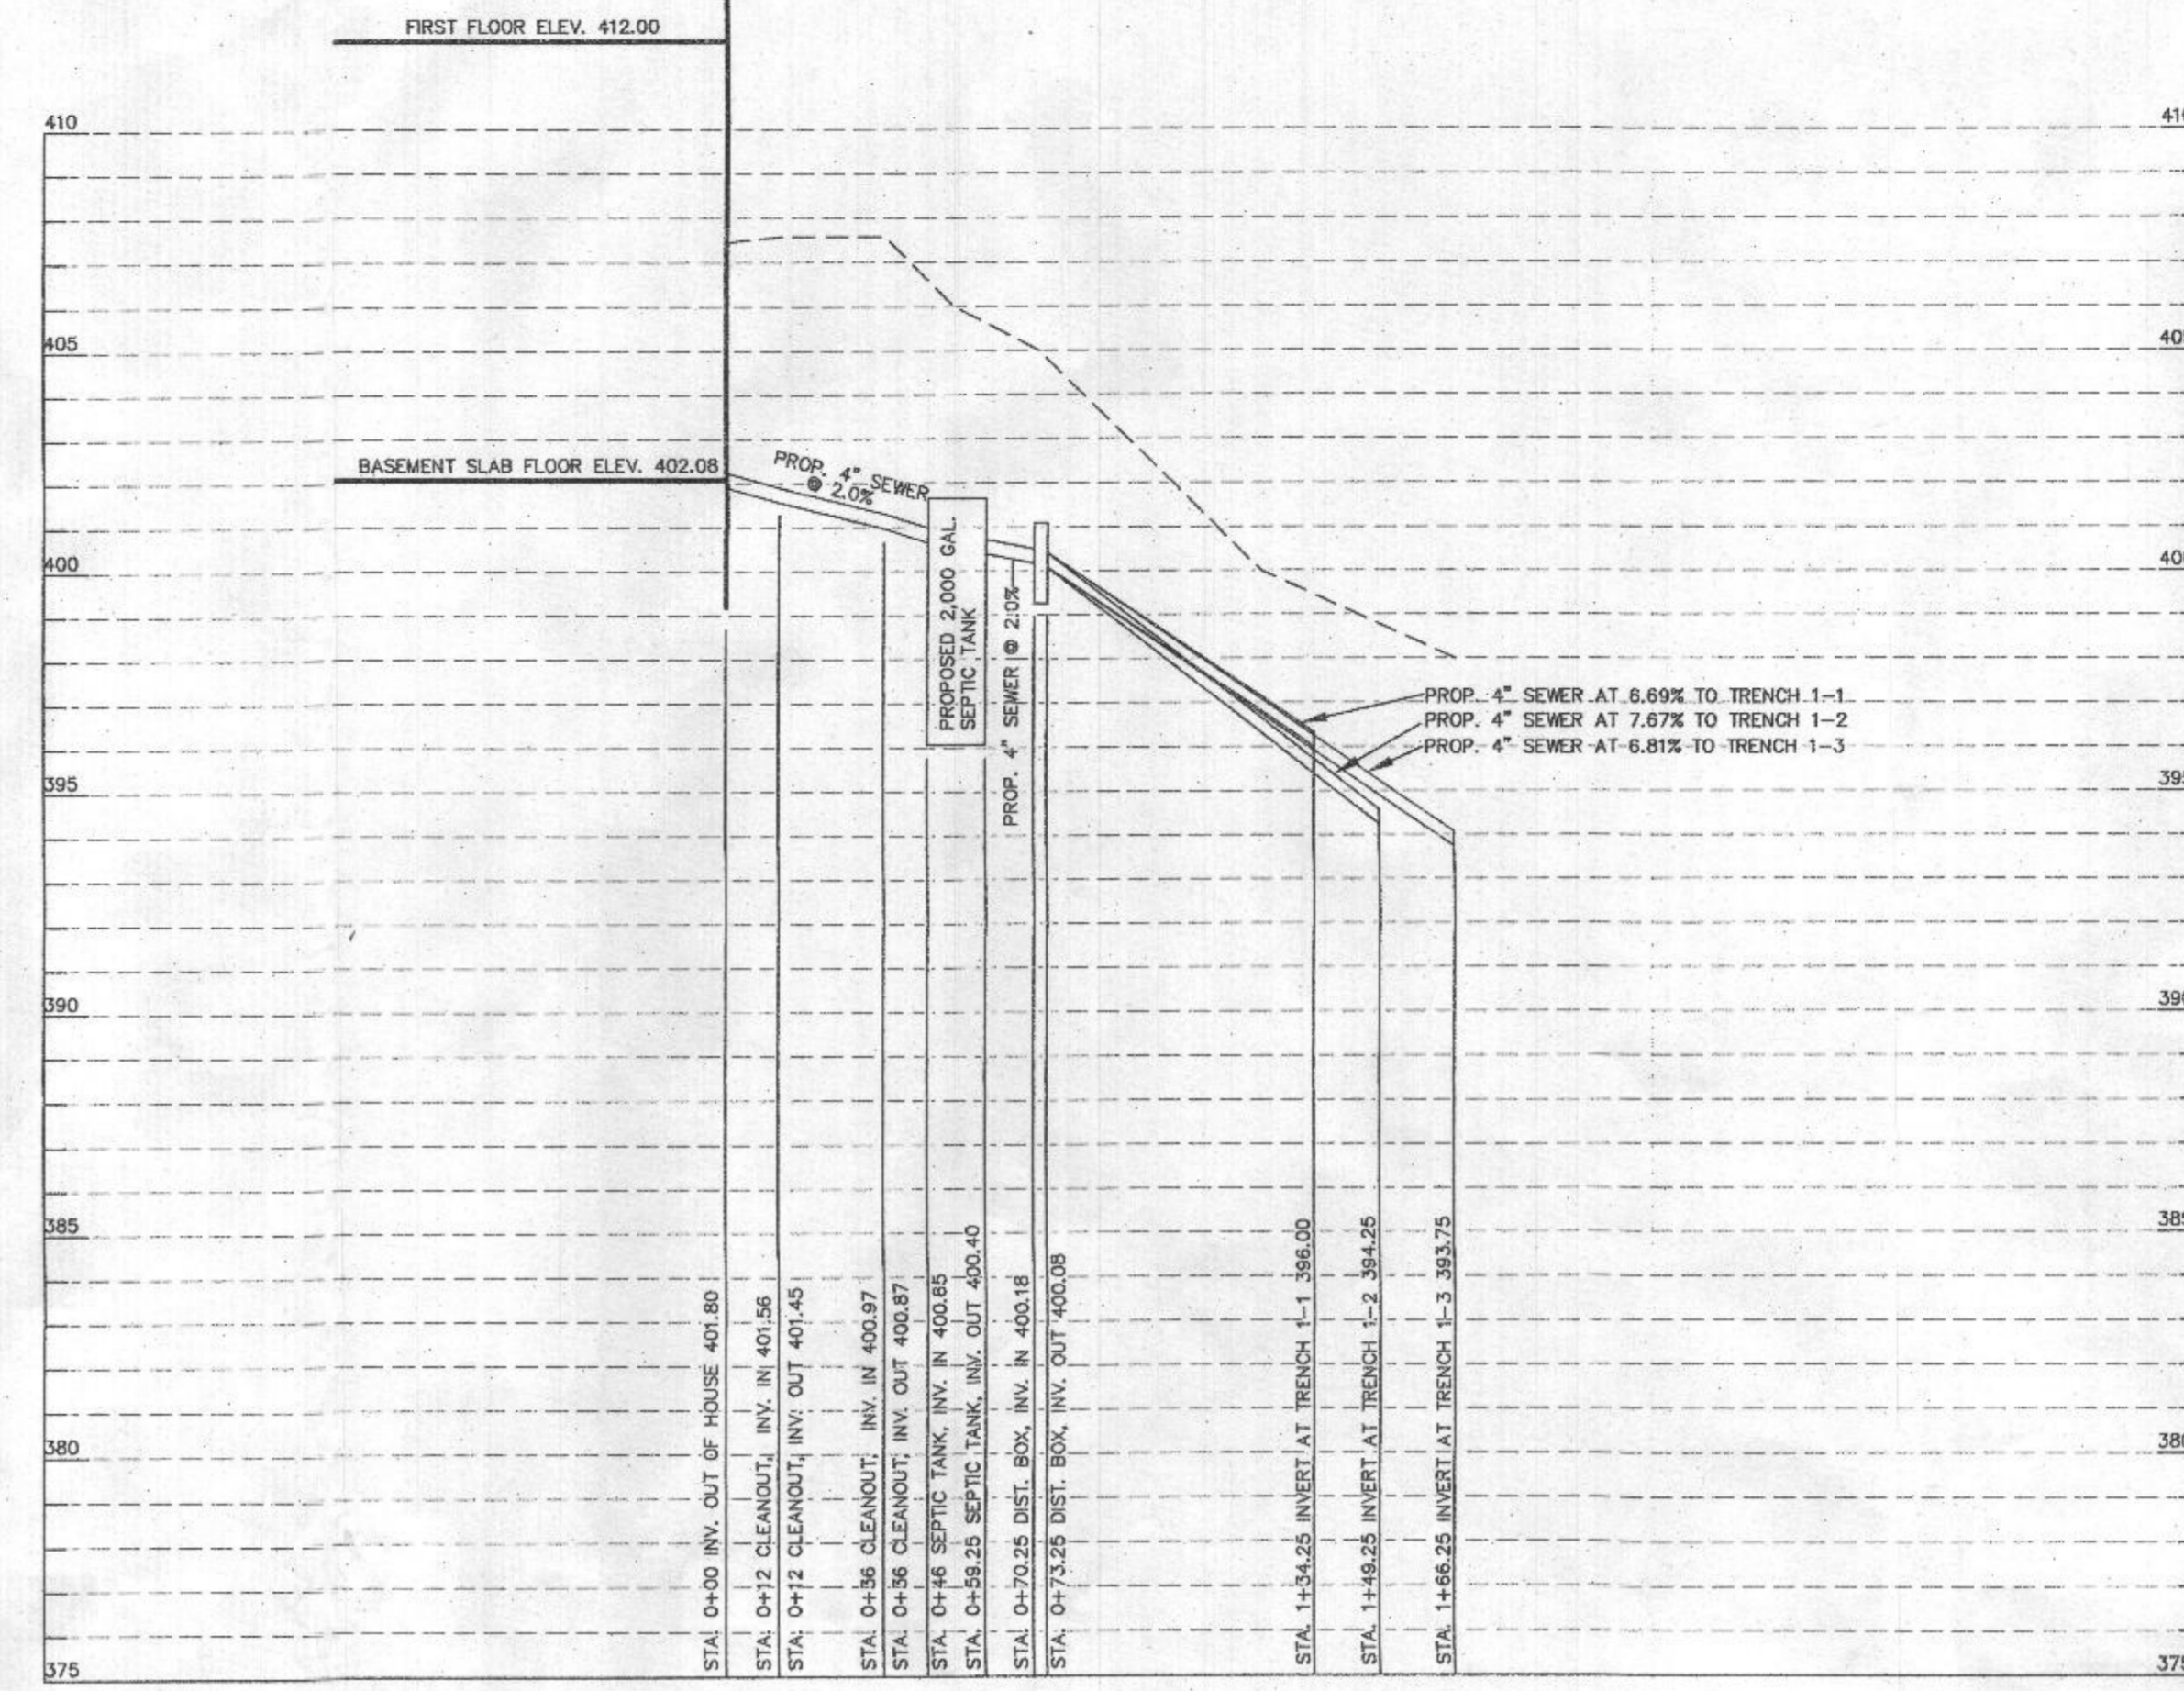 FIRST FLOOR ELEV. 412.00
410
405
BASEMENT SLAB FLOOR ELEV. 402.08
PROP. 4" SEWER
@ 2.0%
400
PROPOSED 2,000 GAL.
SEPTIC TANK
PROP. 4" SEWER @ 2.0%
PROP. 4" SEWER AT 6.69% TO TRENCH 1-1
PROP. 4" SEWER AT 7.67% TO TRENCH 1-2
PROP. 4" SEWER AT 6.81% TO TRENCH 1-3
395
390
385
380
375
STA. 0+00 INV. OUT OF HOUSE 401.80
STA. 0+12 CLEANOUT, INV. IN 401.56
STA. 0+12 CLEANOUT, INV. OUT 401.45
STA. 0+36 CLEANOUT, INV. IN 400.97
STA. 0+36 CLEANOUT, INV. OUT 400.87
STA. 0+46 SEPTIC TANK, INV. IN 400.65
STA. 0+59.25 SEPTIC TANK, INV. OUT 400.40
STA. 0+70.25 DIST. BOX, INV. IN 400.18
STA. 0+73.25 DIST. BOX, INV. OUT 400.08
STA. 1+34.25 INVERT AT TRENCH 1-1 396.00
STA. 1+49.25 INVERT AT TRENCH 1-2 394.25
STA. 1+66.25 INVERT AT TRENCH 1-3 393.75